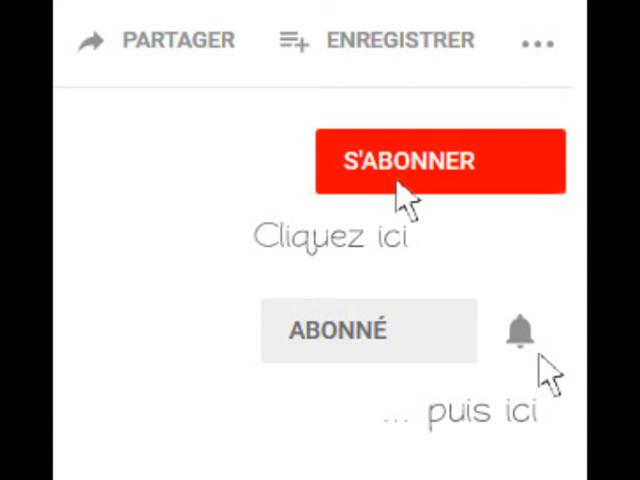 PARTAGER ENREGISTRER ...
S'ABONNER
Cliquez ici
ABONNÉ
... puis ici